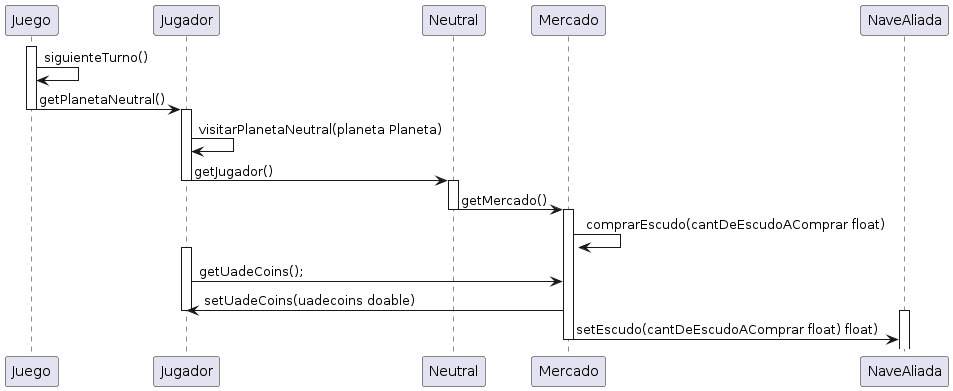 Juego Jugador Neutral Mercado NaveAliada
siguienteTurno()
getPlanetaNeutral()
visitarPlanetaNeutral(planeta Planeta)
getJugador()
getMercado()
comprarEscudo(cantDeEscudoAComprar float)
getUadeCoins();
setUadeCoins(uadecoins doable)
setEscudo(cantDeEscudoAComprar float) float)
Juego Jugador Neutral Mercado NaveAliada